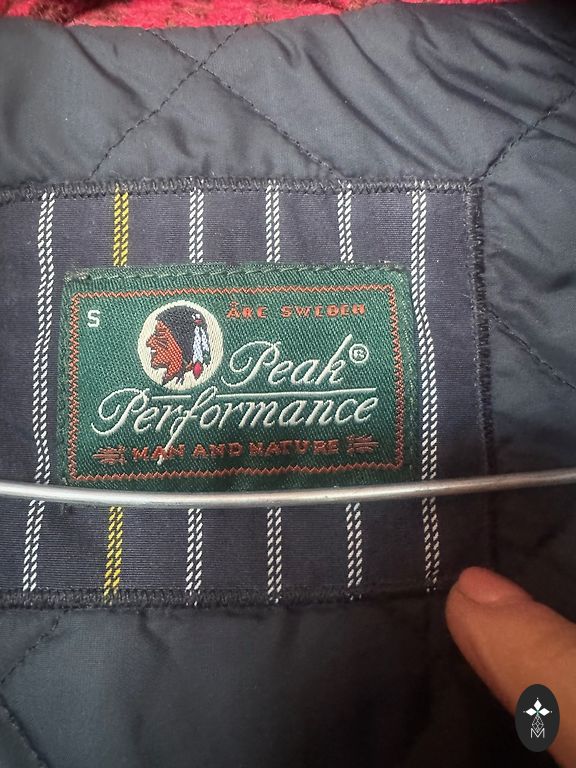 S
ÅRE SWEDEN
Peak®
Performance
MAN AND NATURE
M